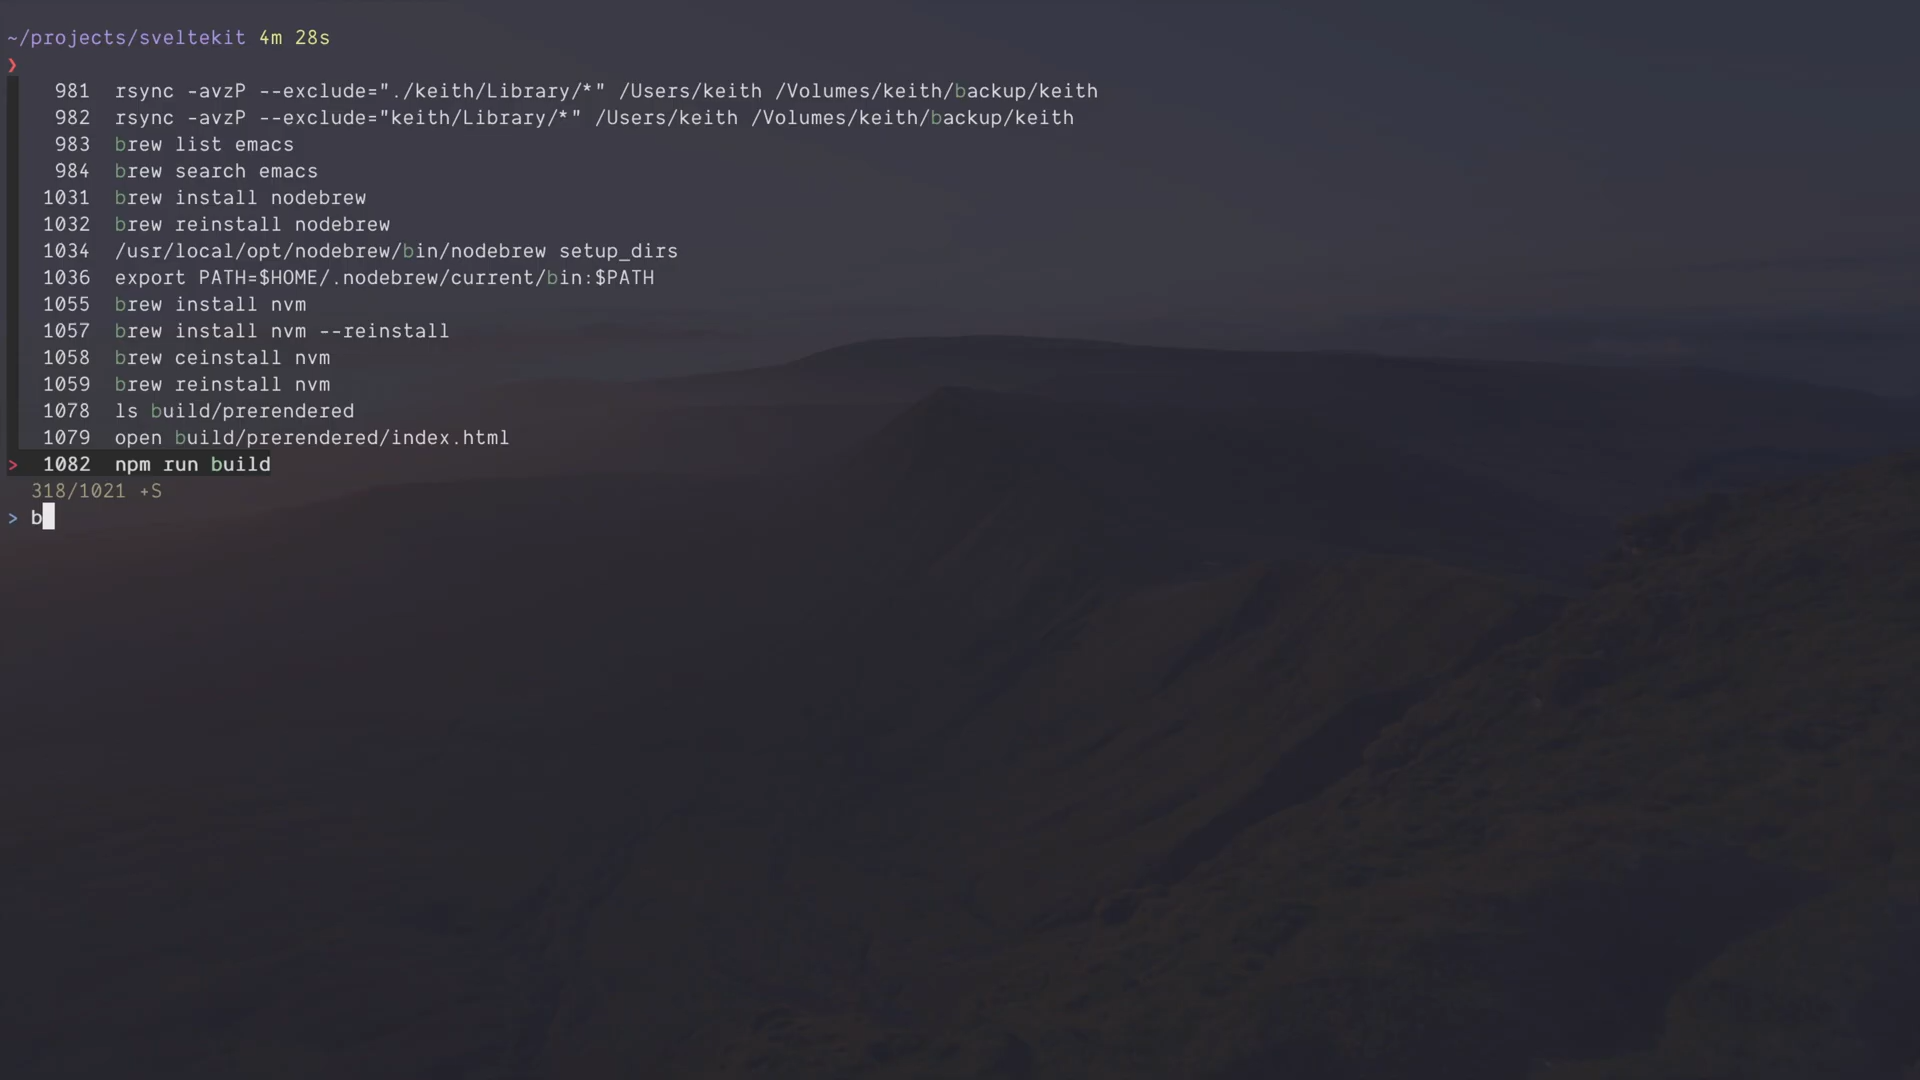 ~/projects/sveltekit 4m 28s
❯
981 rsync -avzP --exclude="./keith/Library/*" /Users/keith /Volumes/keith/backup/keith
982 rsync -avzP --exclude="keith/Library/*" /Users/keith /Volumes/keith/backup/keith
983 brew list emacs
984 brew search emacs
1031 brew install nodebrew
1032 brew reinstall nodebrew
1034 /usr/local/opt/nodebrew/bin/nodebrew setup_dirs
1036 export PATH=$HOME/.nodebrew/current/bin:$PATH
1055 brew install nvm
1057 brew install nvm --reinstall
1058 brew ceinstall nvm
1059 brew reinstall nvm
1078 ls build/prerendered
1079 open build/prerendered/index.html
> 1082 npm run build
318/1021 +S
> b